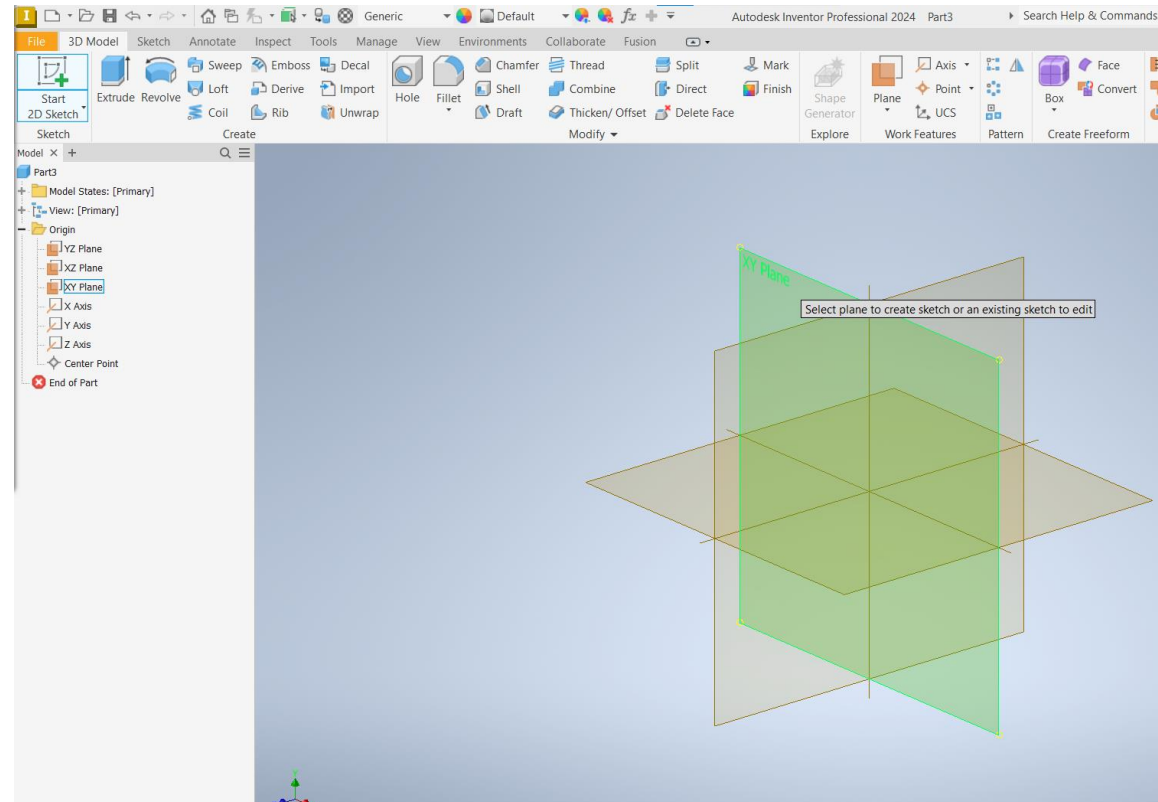 I Generic Default fx Autodesk Inventor Professional 2024 Part3 Search Help & Commands
File 3D Model Sketch Annotate Inspect Tools Manage View Environments Collaborate Fusion
Start 2D Sketch
Extrude Revolve
Sweep Emboss Decal
Loft Derive Import
Coil Rib Unwrap
Hole Fillet
Chamfer Thread Split Mark
Shell Combine Direct Finish
Draft Thicken/ Offset Delete Face
Shape Generator
Plane
Axis
Point
UCS
Box
Face
Convert
Sketch Create Modify Explore Work Features Pattern Create Freeform
Model × +
Part3
Model States: [Primary]
View: [Primary]
Origin
YZ Plane
XZ Plane
XY Plane
X Axis
Y Axis
Z Axis
Center Point
End of Part
XY Plane
Select plane to create sketch or an existing sketch to edit